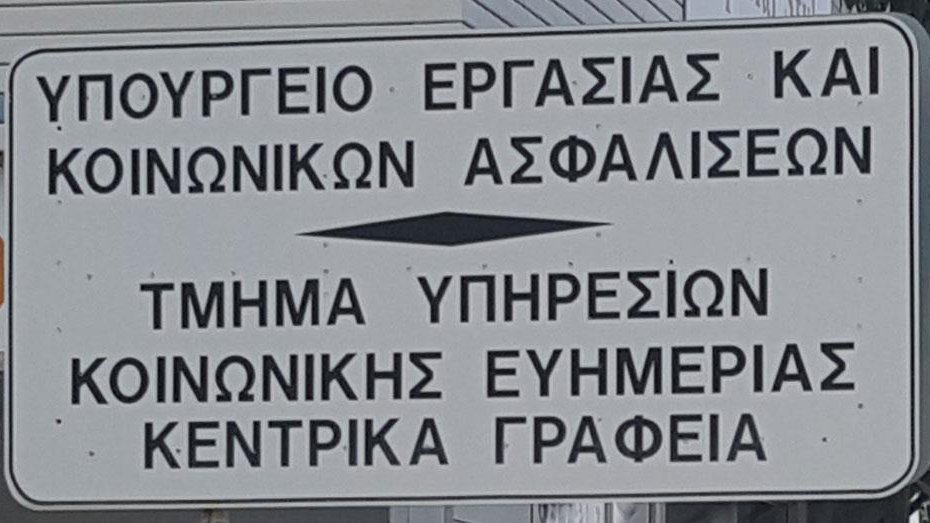 ΥΠΟΥΡΓΕΙΟ ΕΡΓΑΣΙΑΣ ΚΑΙ
ΚΟΙΝΩΝΙΚΩΝ ΑΣΦΑΛΙΣΕΩΝ
ΤΜΗΜΑ ΥΠΗΡΕΣΙΩΝ
ΚΟΙΝΩΝΙΚΗΣ ΕΥΗΜΕΡΙΑΣ
ΚΕΝΤΡΙΚΑ ΓΡΑΦΕΙΑ